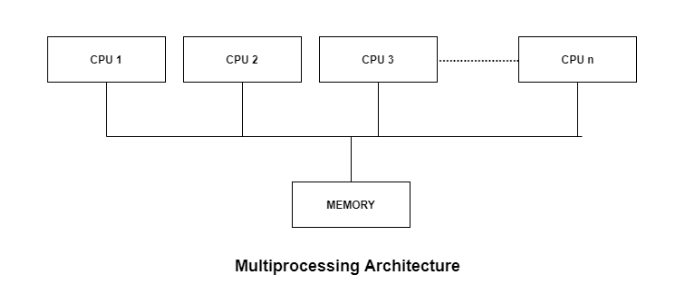 CPU 1
CPU 2
CPU 3
CPU n
MEMORY
Multiprocessing Architecture